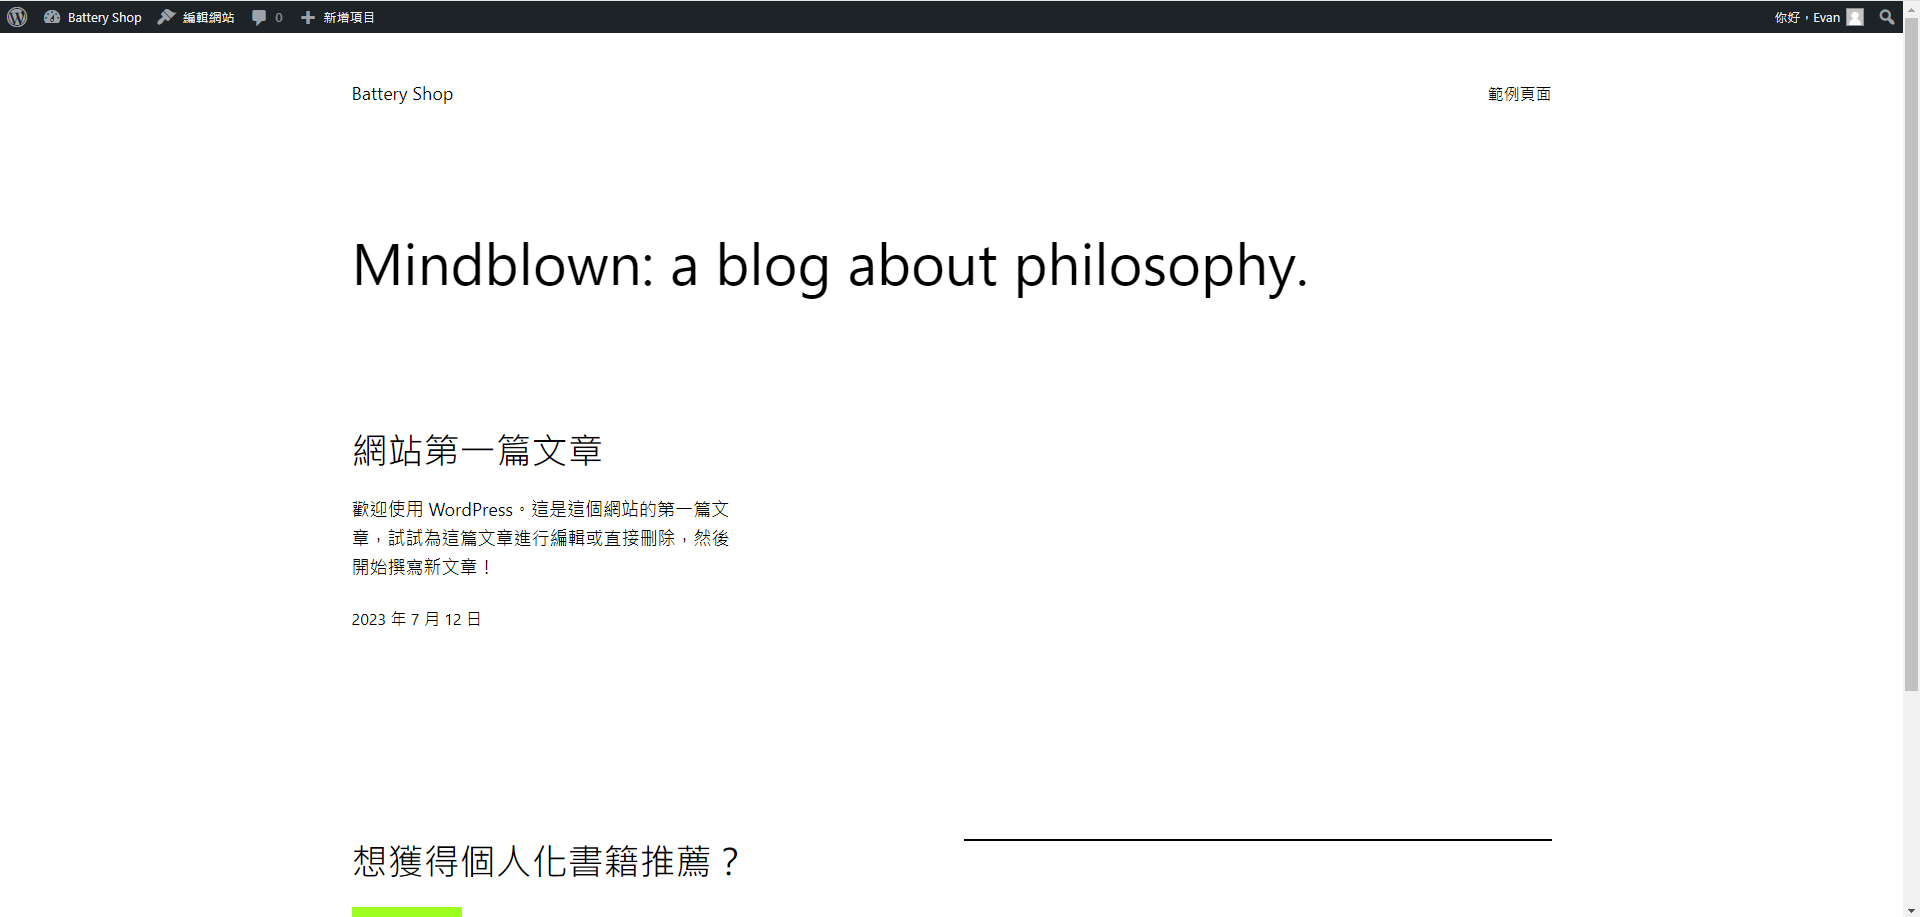 Battery Shop 編輯網站 0 新增項目 你好，Evan
Battery Shop 範例頁面
Mindblown: a blog about philosophy.
網站第一篇文章
歡迎使用 WordPress。這是這個網站的第一篇文
章，試試為這篇文章進行編輯或直接刪除，然後
開始撰寫新文章！
2023 年 7 月 12 日
想獲得個人化書籍推薦？